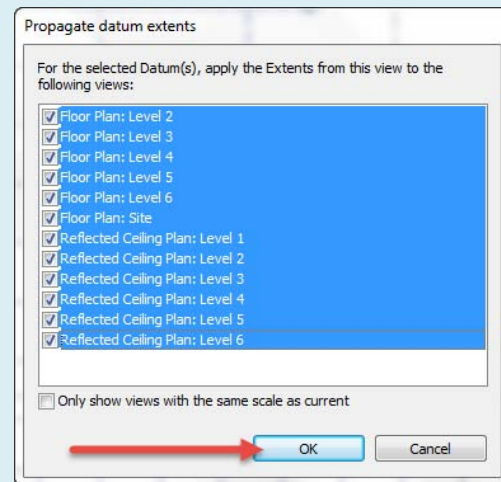 Propagate datum extents
For the selected Datum(s), apply the Extents from this view to the
following views:
Floor Plan: Level 2
Floor Plan: Level 3
Floor Plan: Level 4
Floor Plan: Level 5
Floor Plan: Level 6
Floor Plan: Site
Reflected Ceiling Plan: Level 1
Reflected Ceiling Plan: Level 2
Reflected Ceiling Plan: Level 3
Reflected Ceiling Plan: Level 4
Reflected Ceiling Plan: Level 5
Reflected Ceiling Plan: Level 6
Only show views with the same scale as current
OK Cancel